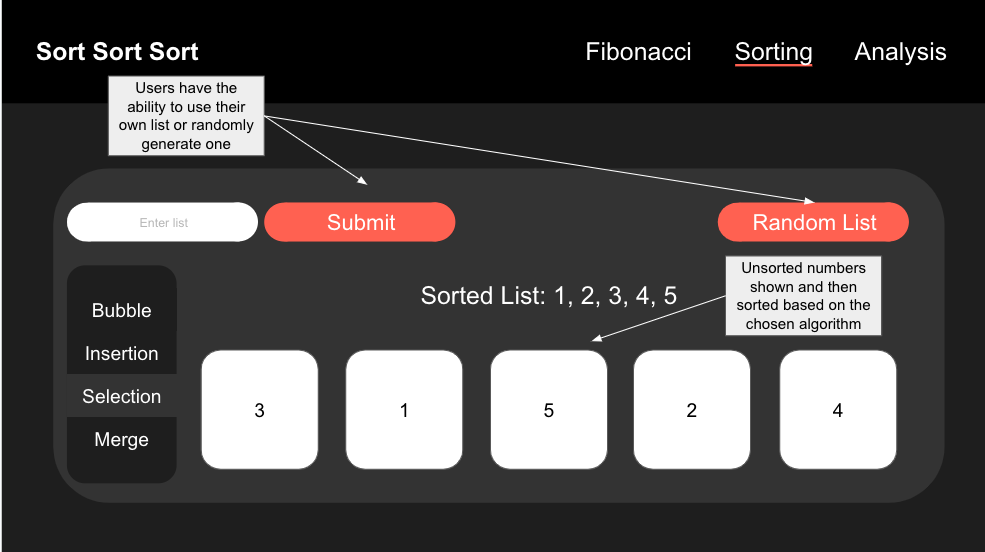 Sort Sort Sort
Fibonacci
Sorting
Analysis
Users have the
ability to use their
own list or randomly
generate one
Enter list
Submit
Random List
Unsorted numbers
shown and then
sorted based on the
chosen algorithm
Sorted List: 1, 2, 3, 4, 5
Bubble
Insertion
Selection
Merge
3
1
5
2
4